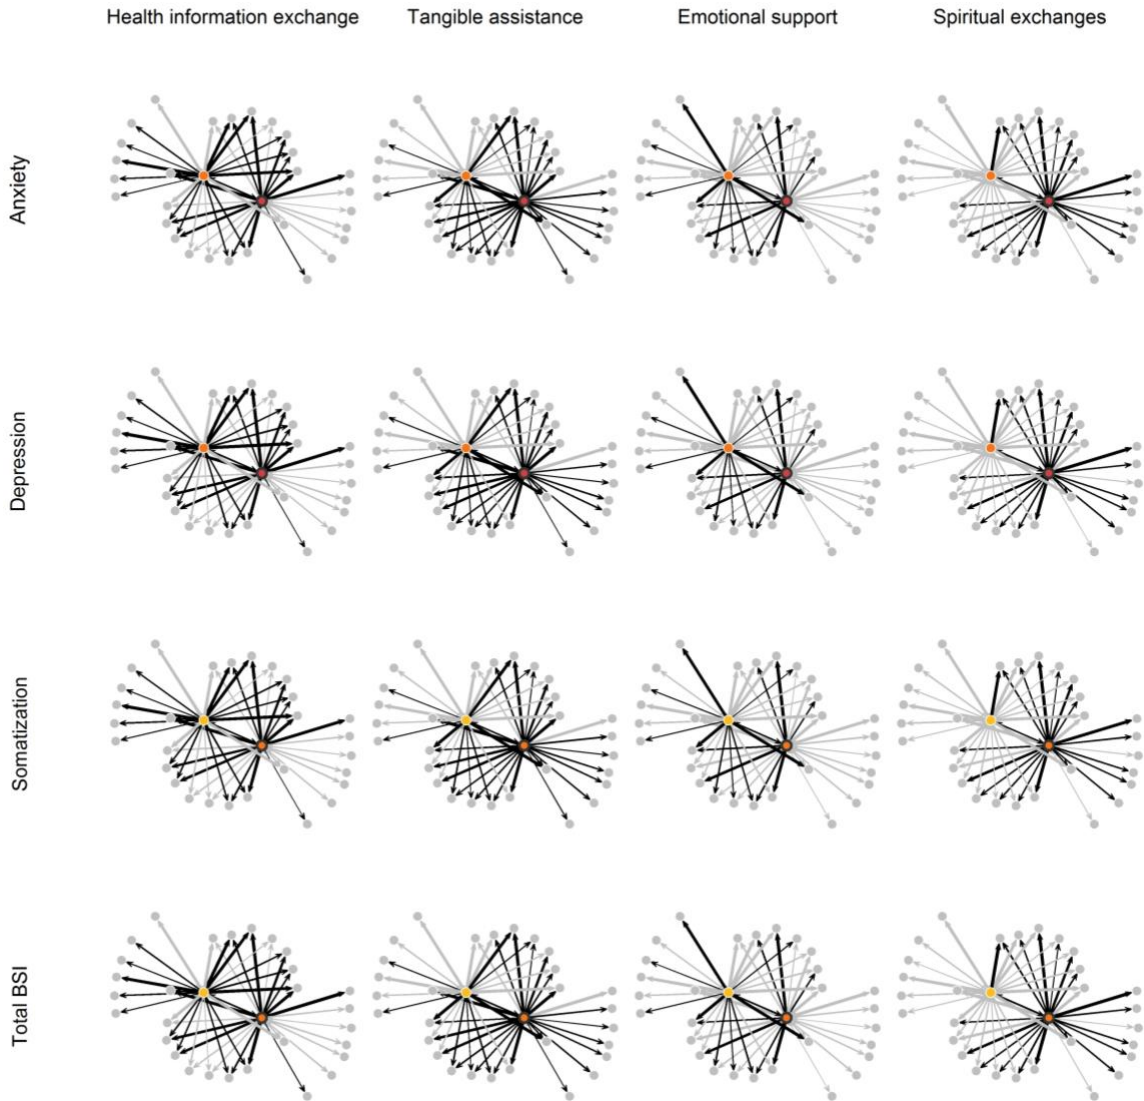 Health information exchange
Tangible assistance
Emotional support
Spiritual exchanges
Anxiety
Depression
Somatization
Total BSI